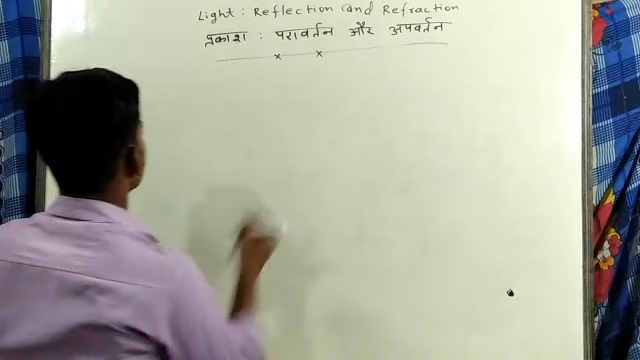 Light : Reflection and Refraction
प्रकाश : परावर्तन और अपवर्तन